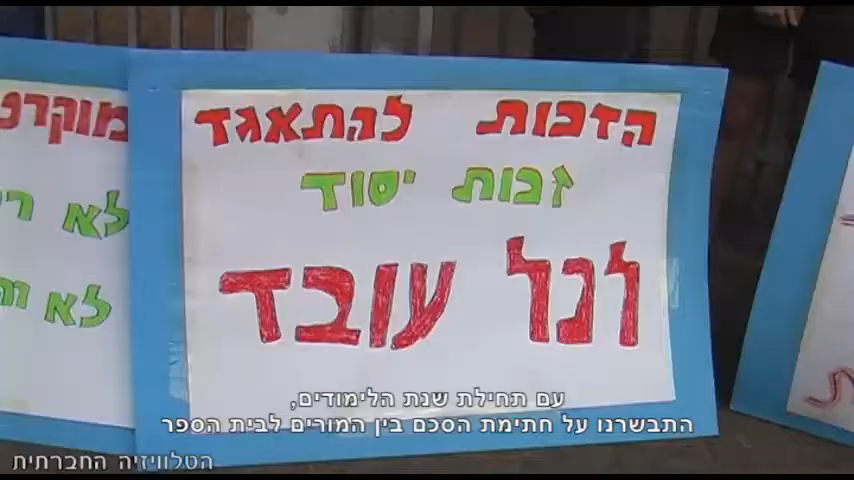 הזכות להתאגד
זכות יסוד
לכל עובד
לא
לא
עם תחילת שנת הלימודים,
התבשרנו על חתימת הסכם בין המורים לבית הספר
הטלוויזיה החברתית